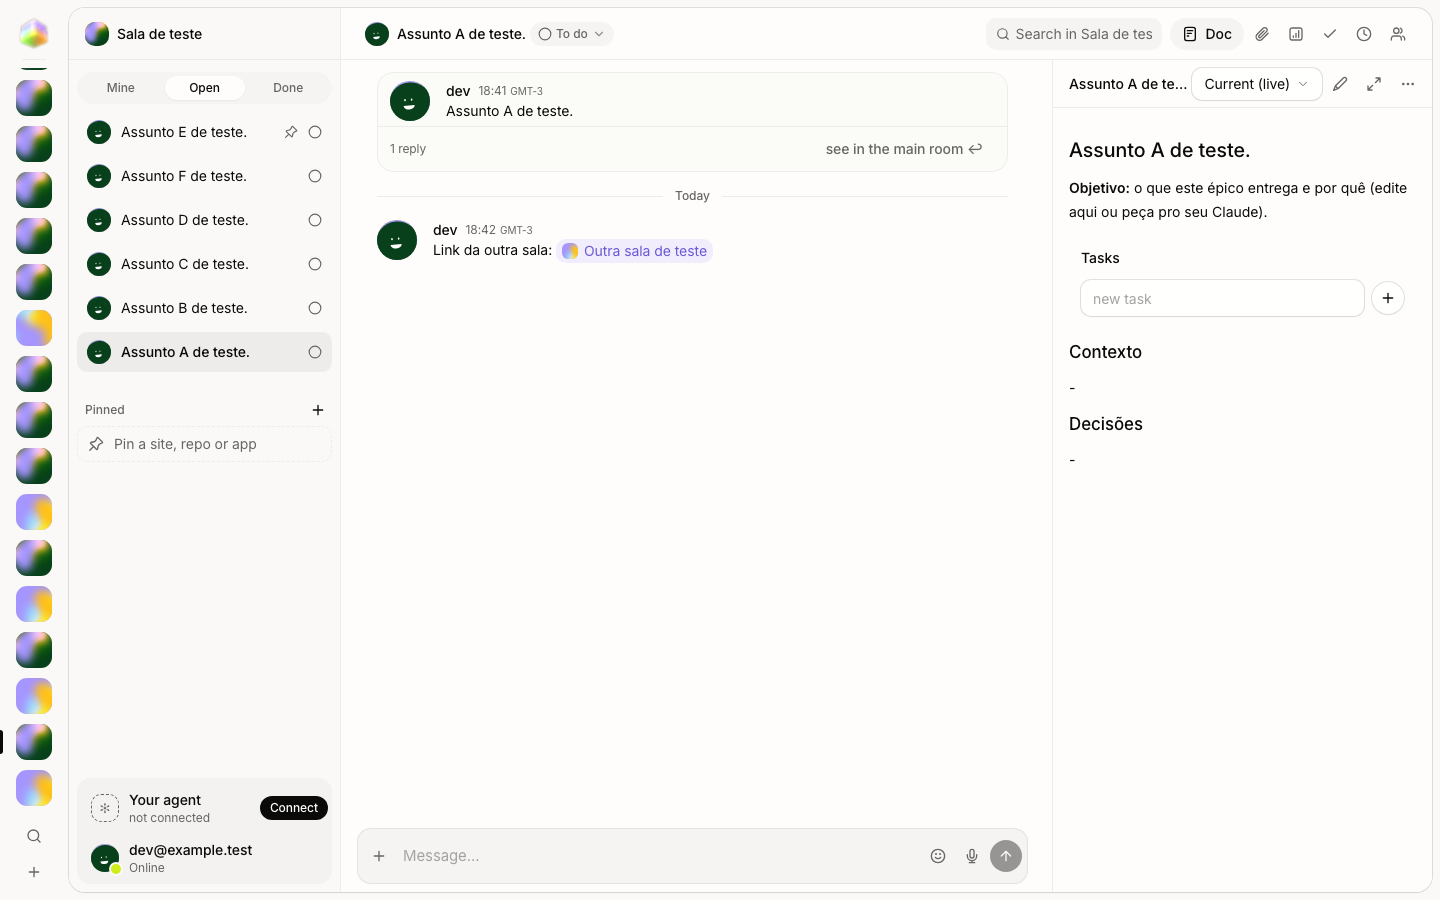 Sala de teste
Mine
Open
Done
Assunto E de teste.
Assunto F de teste.
Assunto D de teste.
Assunto C de teste.
Assunto B de teste.
Assunto A de teste.
Pinned
Pin a site, repo or app
Your agent
not connected
Connect
dev@example.test
Online
Assunto A de teste.
To do
Search in Sala de tes
Doc
dev 18:41 GMT-3
Assunto A de teste.
1 reply
see in the main room
Today
dev 18:42 GMT-3
Link da outra sala: Outra sala de teste
Message...
Assunto A de te...
Current (live)
Assunto A de teste.
Objetivo: o que este épico entrega e por quê (edite
aqui ou peça pro seu Claude).
Tasks
new task
Contexto
-
Decisões
-